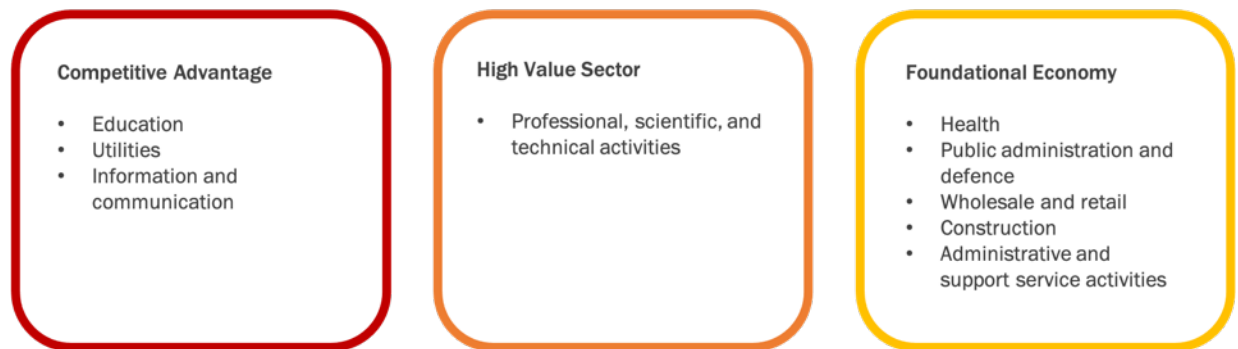 Competitive Advantage
• Education
• Utilities
• Information and
communication
High Value Sector
• Professional, scientific, and
technical activities
Foundational Economy
• Health
• Public administration and
defence
• Wholesale and retail
• Construction
• Administrative and
support service activities